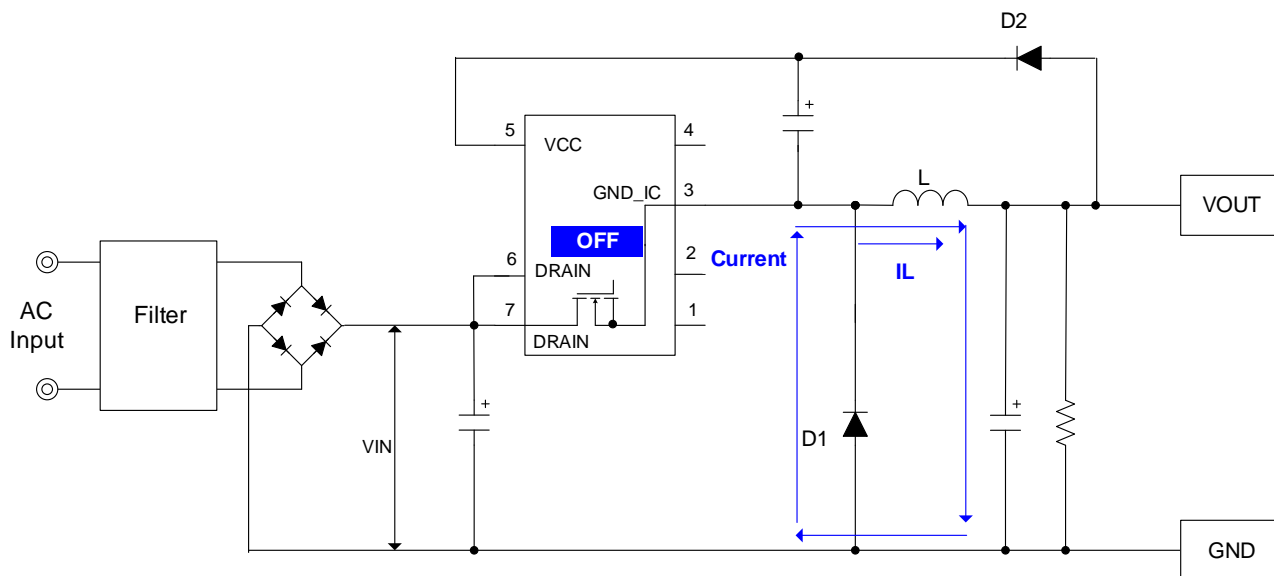 D2
+
5
VCC
4
GND_IC
3
L
VOUT
OFF
Current
IL
6
DRAIN
2
7
DRAIN
1
AC
Input
Filter
+
VIN
D1
+
GND